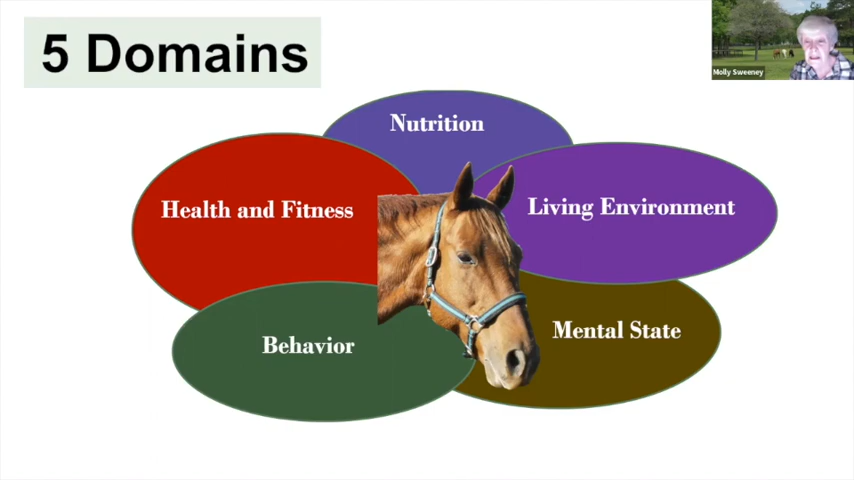 5 Domains
Molly Sweeney
Nutrition
Health and Fitness
Living Environment
Behavior
Mental State